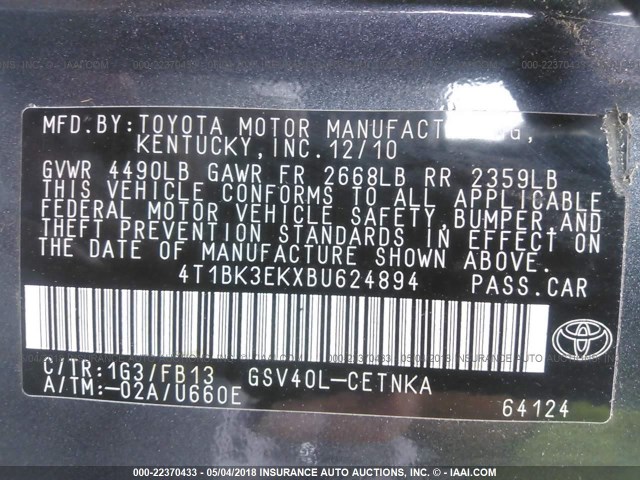 MFD.BY:TOYOTA MOTOR MANUFACTURING,
KENTUCKY,INC.12/10
GVWR 4490LB GAWR FR 2668LB RR 2359LB
THIS VEHICLE CONFORMS TO ALL APPLICABLE
FEDERAL MOTOR VEHICLE SAFETY,BUMPER,AND
THEFT PREVENTION STANDARDS IN EFFECT ON
THE DATE OF MANUFACTURE SHOWN ABOVE.
4T1BK3EKXBU624894 PASS.CAR
C/TR:1G3/FB13 GSV40L-CETNKA
A/TM:-02A/U660E
64124
000-22370433 - 05/04/2018 INSURANCE AUTO AUCTIONS, INC. - © IAAI.COM